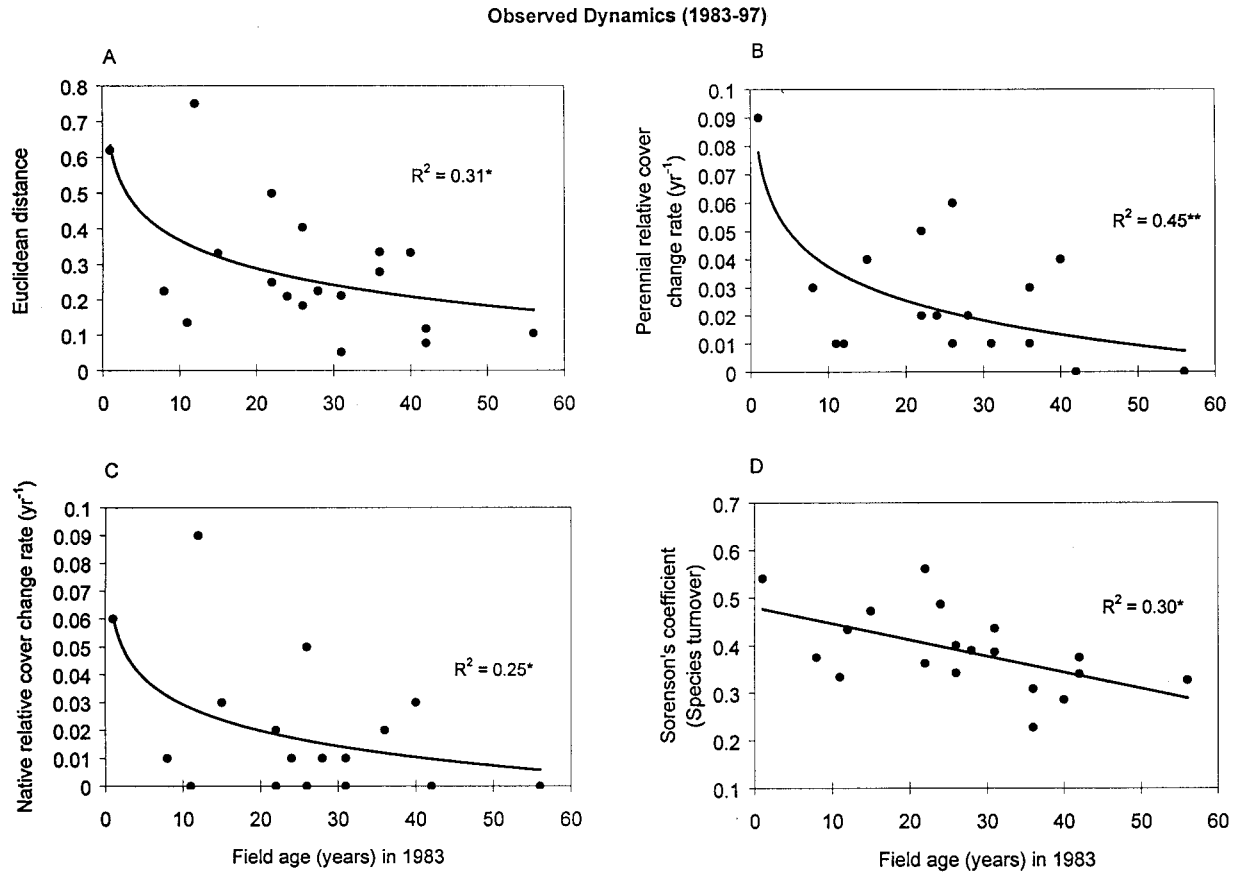 Observed Dynamics (1983-97)
A
Euclidean distance
0.8
0.7
0.6
0.5
0.4
0.3
0.2
0.1
0
R² = 0.31*
0 10 20 30 40 50 60
B
Perennial relative cover
change rate (yr⁻¹)
0.1
0.09
0.08
0.07
0.06
0.05
0.04
0.03
0.02
0.01
0
R² = 0.45**
0 10 20 30 40 50 60
C
Native relative cover change rate (yr⁻¹)
0.1
0.09
0.08
0.07
0.06
0.05
0.04
0.03
0.02
0.01
0
R² = 0.25*
0 10 20 30 40 50 60
Field age (years) in 1983
D
Sorenson's coefficient
(Species turnover)
0.7
0.6
0.5
0.4
0.3
0.2
0.1
R² = 0.30*
0 10 20 30 40 50 60
Field age (years) in 1983